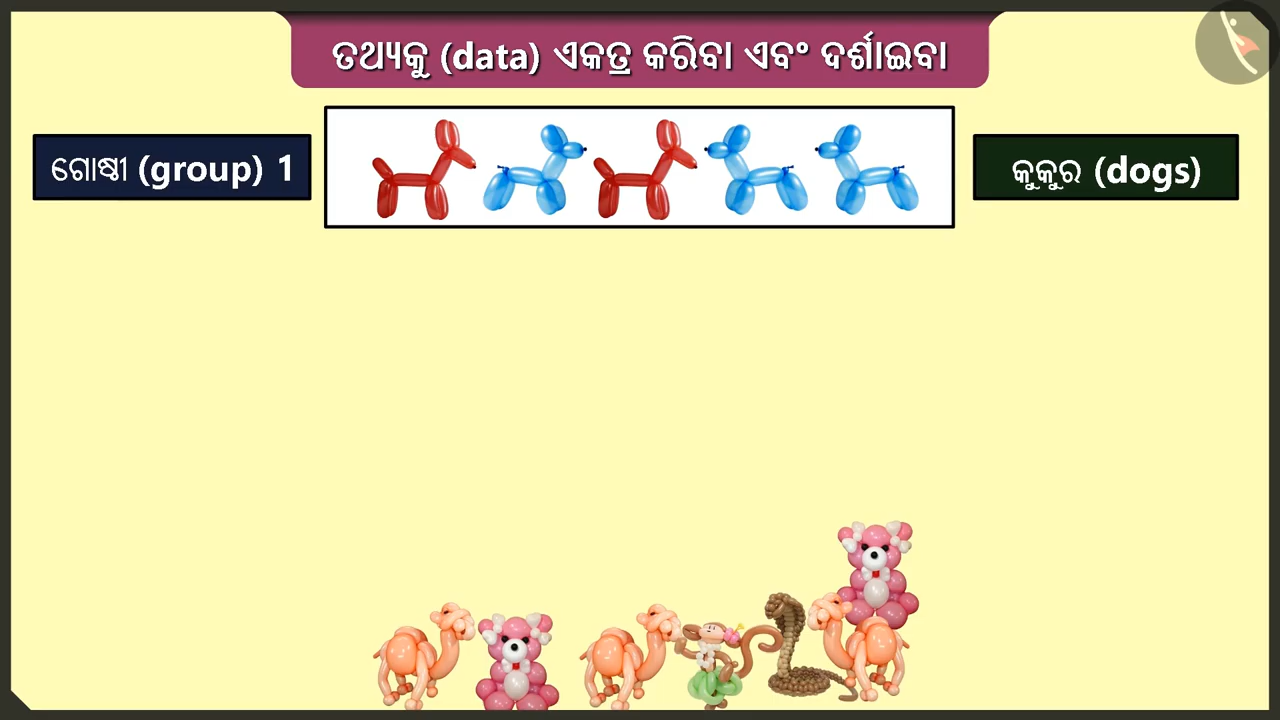 ତଥ୍ୟକୁ (data) ଏକତ୍ର କରିବା ଏବଂ ଦର୍ଶାଇବା
ଗୋଷ୍ଠୀ (group) 1
କୁକୁର (dogs)